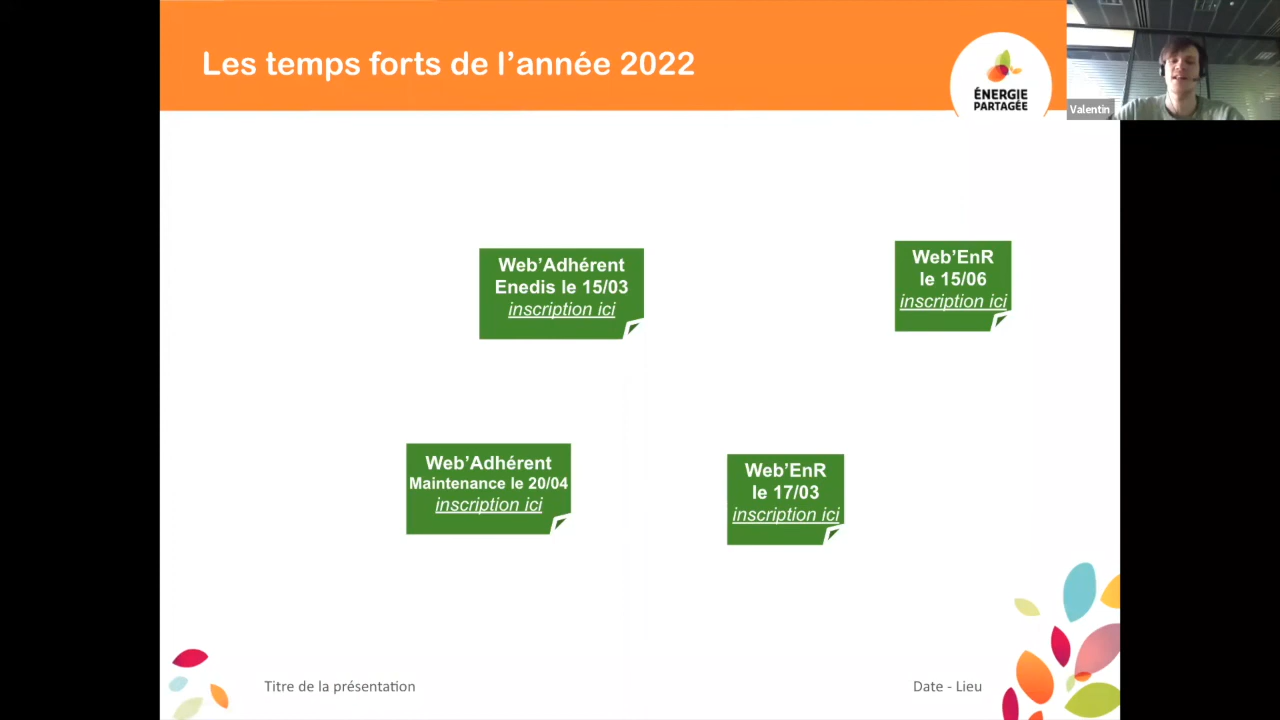 Les temps forts de l’année 2022
ÉNERGIE
PARTAGÉE
Valentin
Web’Adhérent
Enedis le 15/03
inscription ici
Web’EnR
le 15/06
inscription ici
Web’Adhérent
Maintenance le 20/04
inscription ici
Web’EnR
le 17/03
inscription ici
Titre de la présentation
Date - Lieu